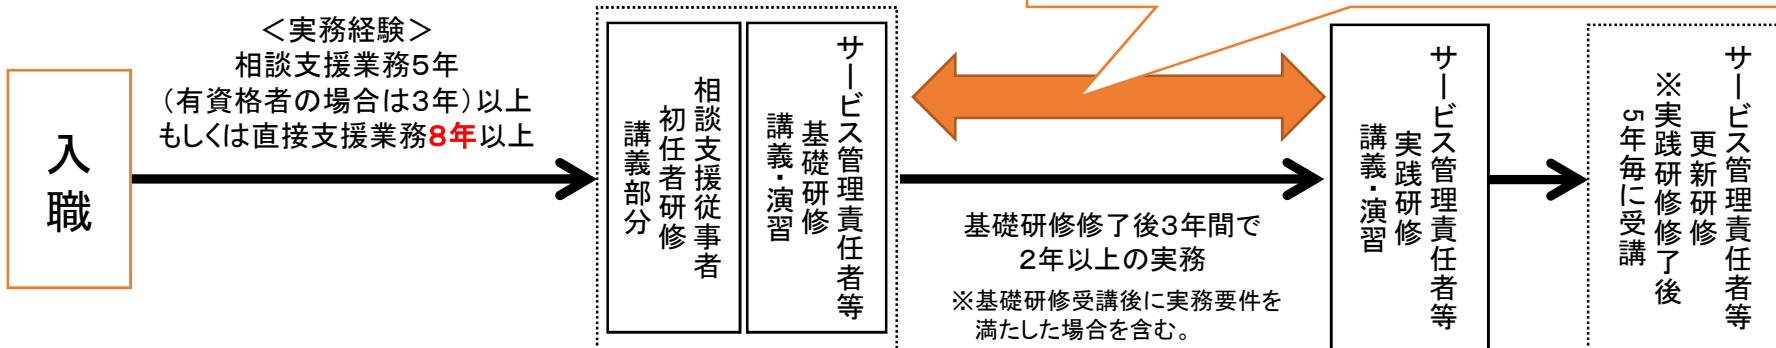 入職
＜実務経験＞
相談支援業務５年
（有資格者の場合は３年）以上
もしくは直接支援業務８年以上
相談支援従事者
初任者研修
講義部分
サービス管理責任者等
基礎研修
講義・演習
基礎研修修了後３年間で
２年以上の実務
※基礎研修受講後に実務要件を
満たした場合を含む。
サービス管理責任者等
実践研修
講義・演習
サービス管理責任者等
更新研修
※実践研修修了後
５年毎に受講